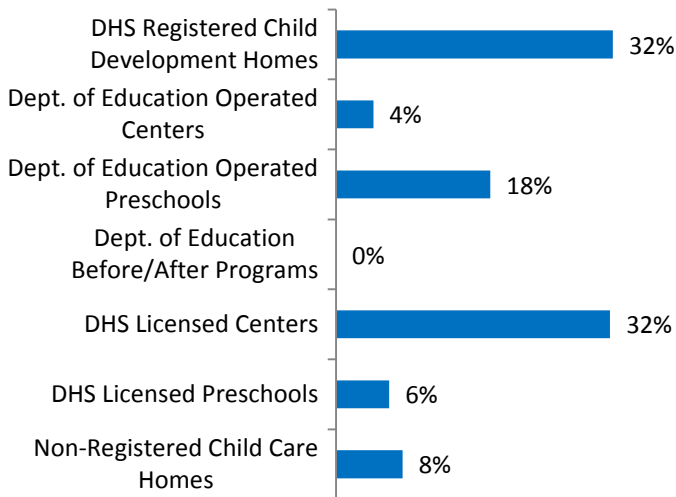 DHS Registered Child
Development Homes
32%
Dept. of Education Operated
Centers
4%
Dept. of Education Operated
Preschools
18%
Dept. of Education
Before/After Programs
0%
DHS Licensed Centers
32%
DHS Licensed Preschools
6%
Non-Registered Child Care
Homes
8%